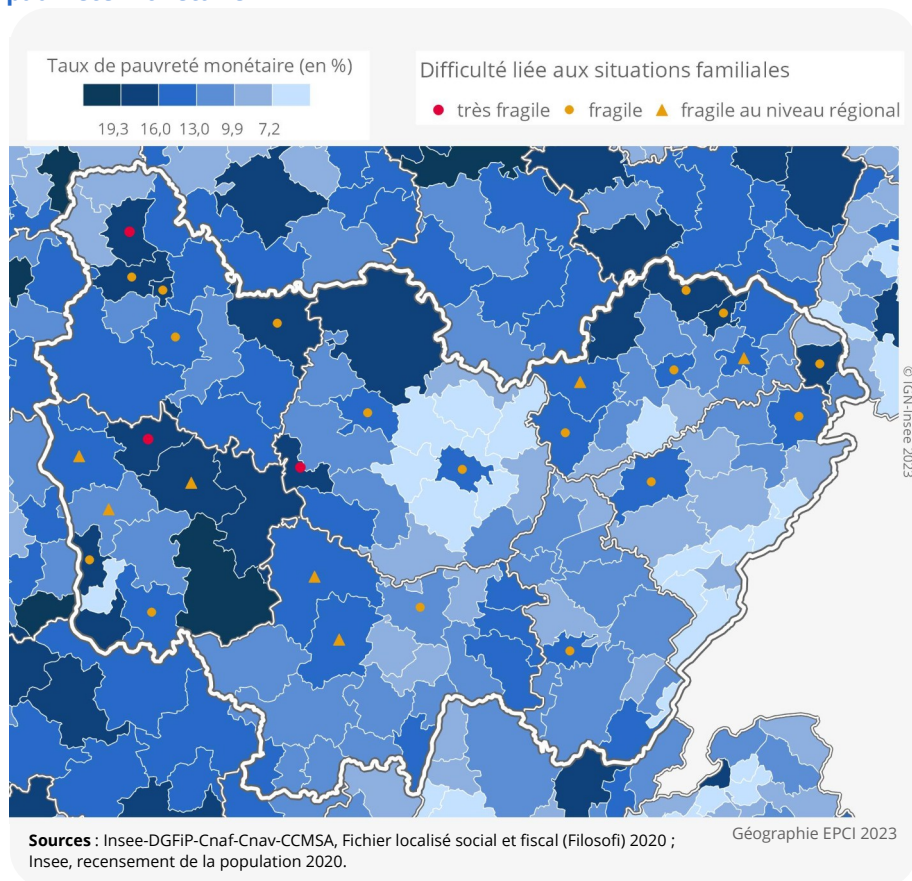 Taux de pauvreté monétaire (en %)
19,3 16,0 13,0 9,9 7,2
Difficulté liée aux situations familiales
très fragile fragile fragile au niveau régional
© IGN-Insee 2023
Géographie EPCI 2023
Sources : Insee-DGFiP-Cnaf-Cnav-CCMSA, Fichier localisé social et fiscal (Filosofi) 2020 ;
Insee, recensement de la population 2020.